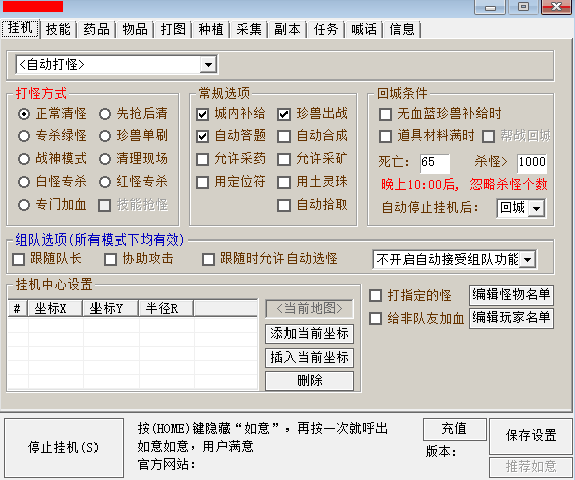 挂机 技能 药品 物品 打图 种植 采集 副本 任务 喊话 信息
<自动打怪>
打怪方式
正常清怪 先抢后清
专杀绿怪 珍兽单刷
战神模式 清理现场
白怪专杀 红怪专杀
专门加血 技能抢怪
常规选项
城内补给 珍兽出战
自动答题 自动合成
允许采药 允许采矿
用定位符 用土灵珠
自动拾取
回城条件
无血蓝珍兽补给时
道具材料满时 帮战回城
死亡: 65 杀怪> 1000
晚上10:00后, 忽略杀怪个数
自动停止挂机后: 回城
组队选项(所有模式下均有效)
跟随队长 协助攻击 跟随时允许自动选怪 不开启自动接受组队功能
挂机中心设置
# 坐标X 坐标Y 半径R
<当前地图>
添加当前坐标
插入当前坐标
删除
打指定的怪 编辑怪物名单
给非队友加血 编辑玩家名单
停止挂机(S)
按(HOME)键隐藏“如意”。再按一次就呼出
如意如意，用户满意
官方网站:
充值
版本:
保存设置
推荐如意